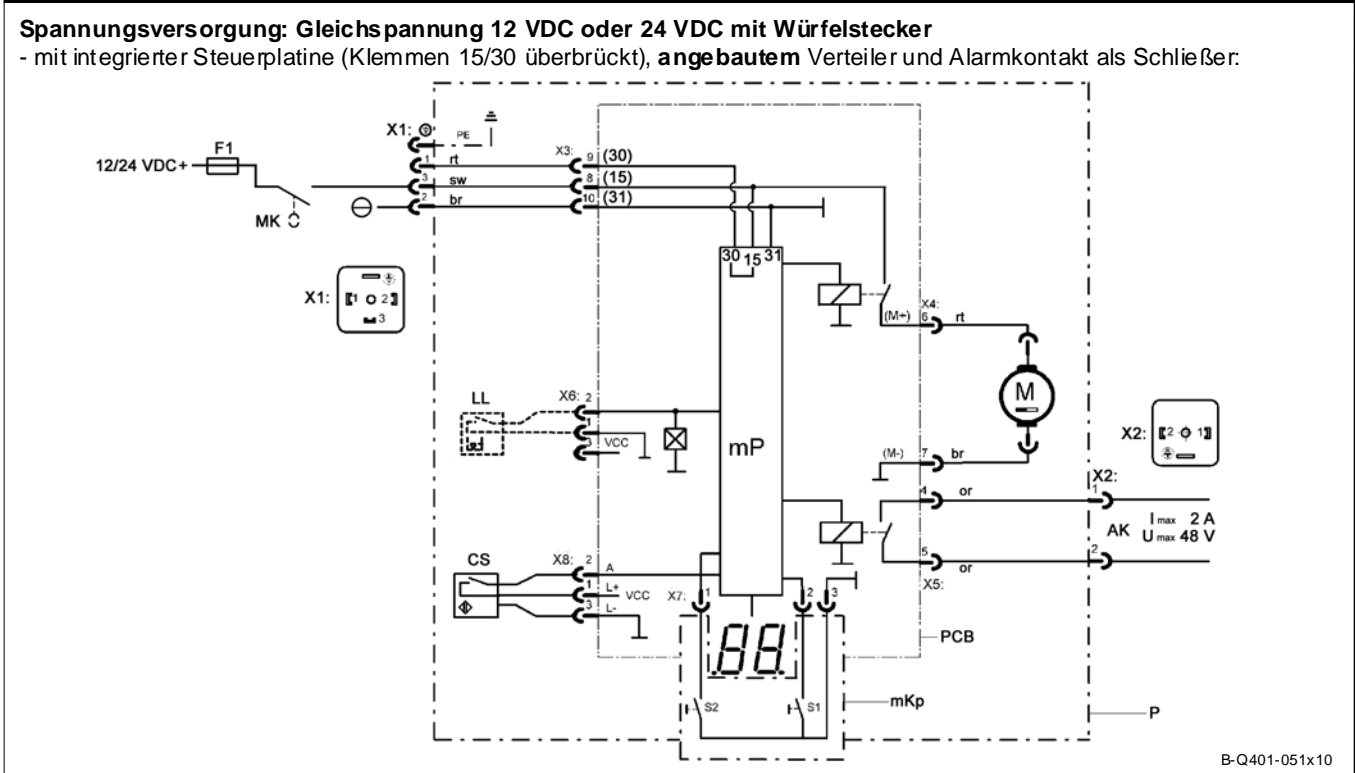 Spannungsversorgung: Gleichspannung 12 VDC oder 24 VDC mit Würfelstecker
- mit integrierter Steuerplatine (Klemmen 15/30 überbrückt), angebautem Verteiler und Alarmkontakt als Schließer:
X1:
PE
F1
12/24 VDC+
1 rt
X3: 9 (30)
3 sw
8 (15)
2 br
10 (31)
MK
30 15 31
X1:
1 2
3
X4:
(M+) 6 rt
M
LL
X6: 2
1
3 VCC
mP
X2:
2 1
(M-) 7 br
X2:
4 or
1
AK
I max 2 A
U max 48 V
5 or
2
X5:
CS
X8: 2 A
1 L+ VCC
3 L-
X7: 1
2 3
88.
PCB
S2
S1
mKp
P
B-Q401-051x10